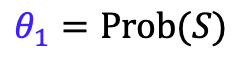 θ₁ = Prob(S)